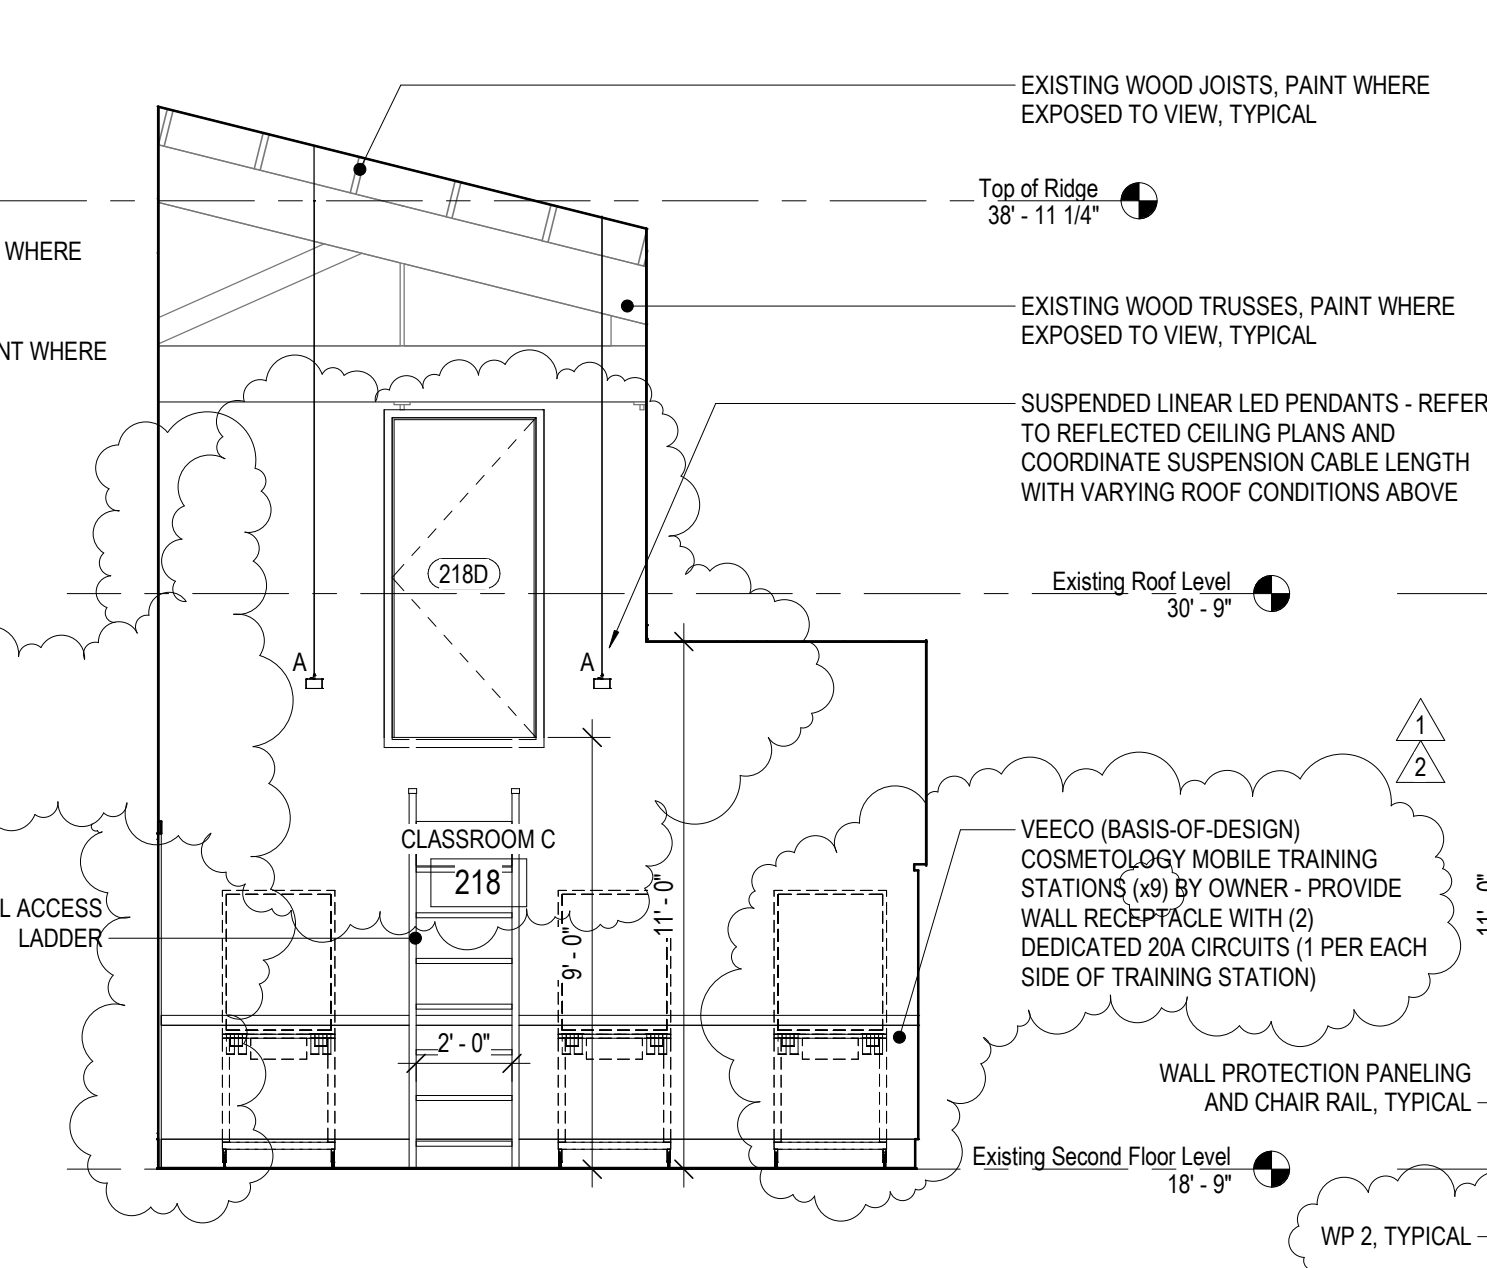 EXISTING WOOD JOISTS, PAINT WHERE
EXPOSED TO VIEW, TYPICAL
Top of Ridge
38' - 11 1/4"
WHERE
EXISTING WOOD TRUSSES, PAINT WHERE
EXPOSED TO VIEW, TYPICAL
NT WHERE
SUSPENDED LINEAR LED PENDANTS - REFER
TO REFLECTED CEILING PLANS AND
COORDINATE SUSPENSION CABLE LENGTH
WITH VARYING ROOF CONDITIONS ABOVE
218D
Existing Roof Level
30' - 9"
A
A
1
2
CLASSROOM C
218
VEECO (BASIS-OF-DESIGN)
COSMETOLOGY MOBILE TRAINING
STATIONS (x9) BY OWNER - PROVIDE
WALL RECEPTACLE WITH (2)
DEDICATED 20A CIRCUITS (1 PER EACH
SIDE OF TRAINING STATION)
L ACCESS
LADDER
9' - 0"
11' - 0"
11' - 0"
2' - 0"
WALL PROTECTION PANELING
AND CHAIR RAIL, TYPICAL
Existing Second Floor Level
18' - 9"
WP 2, TYPICAL